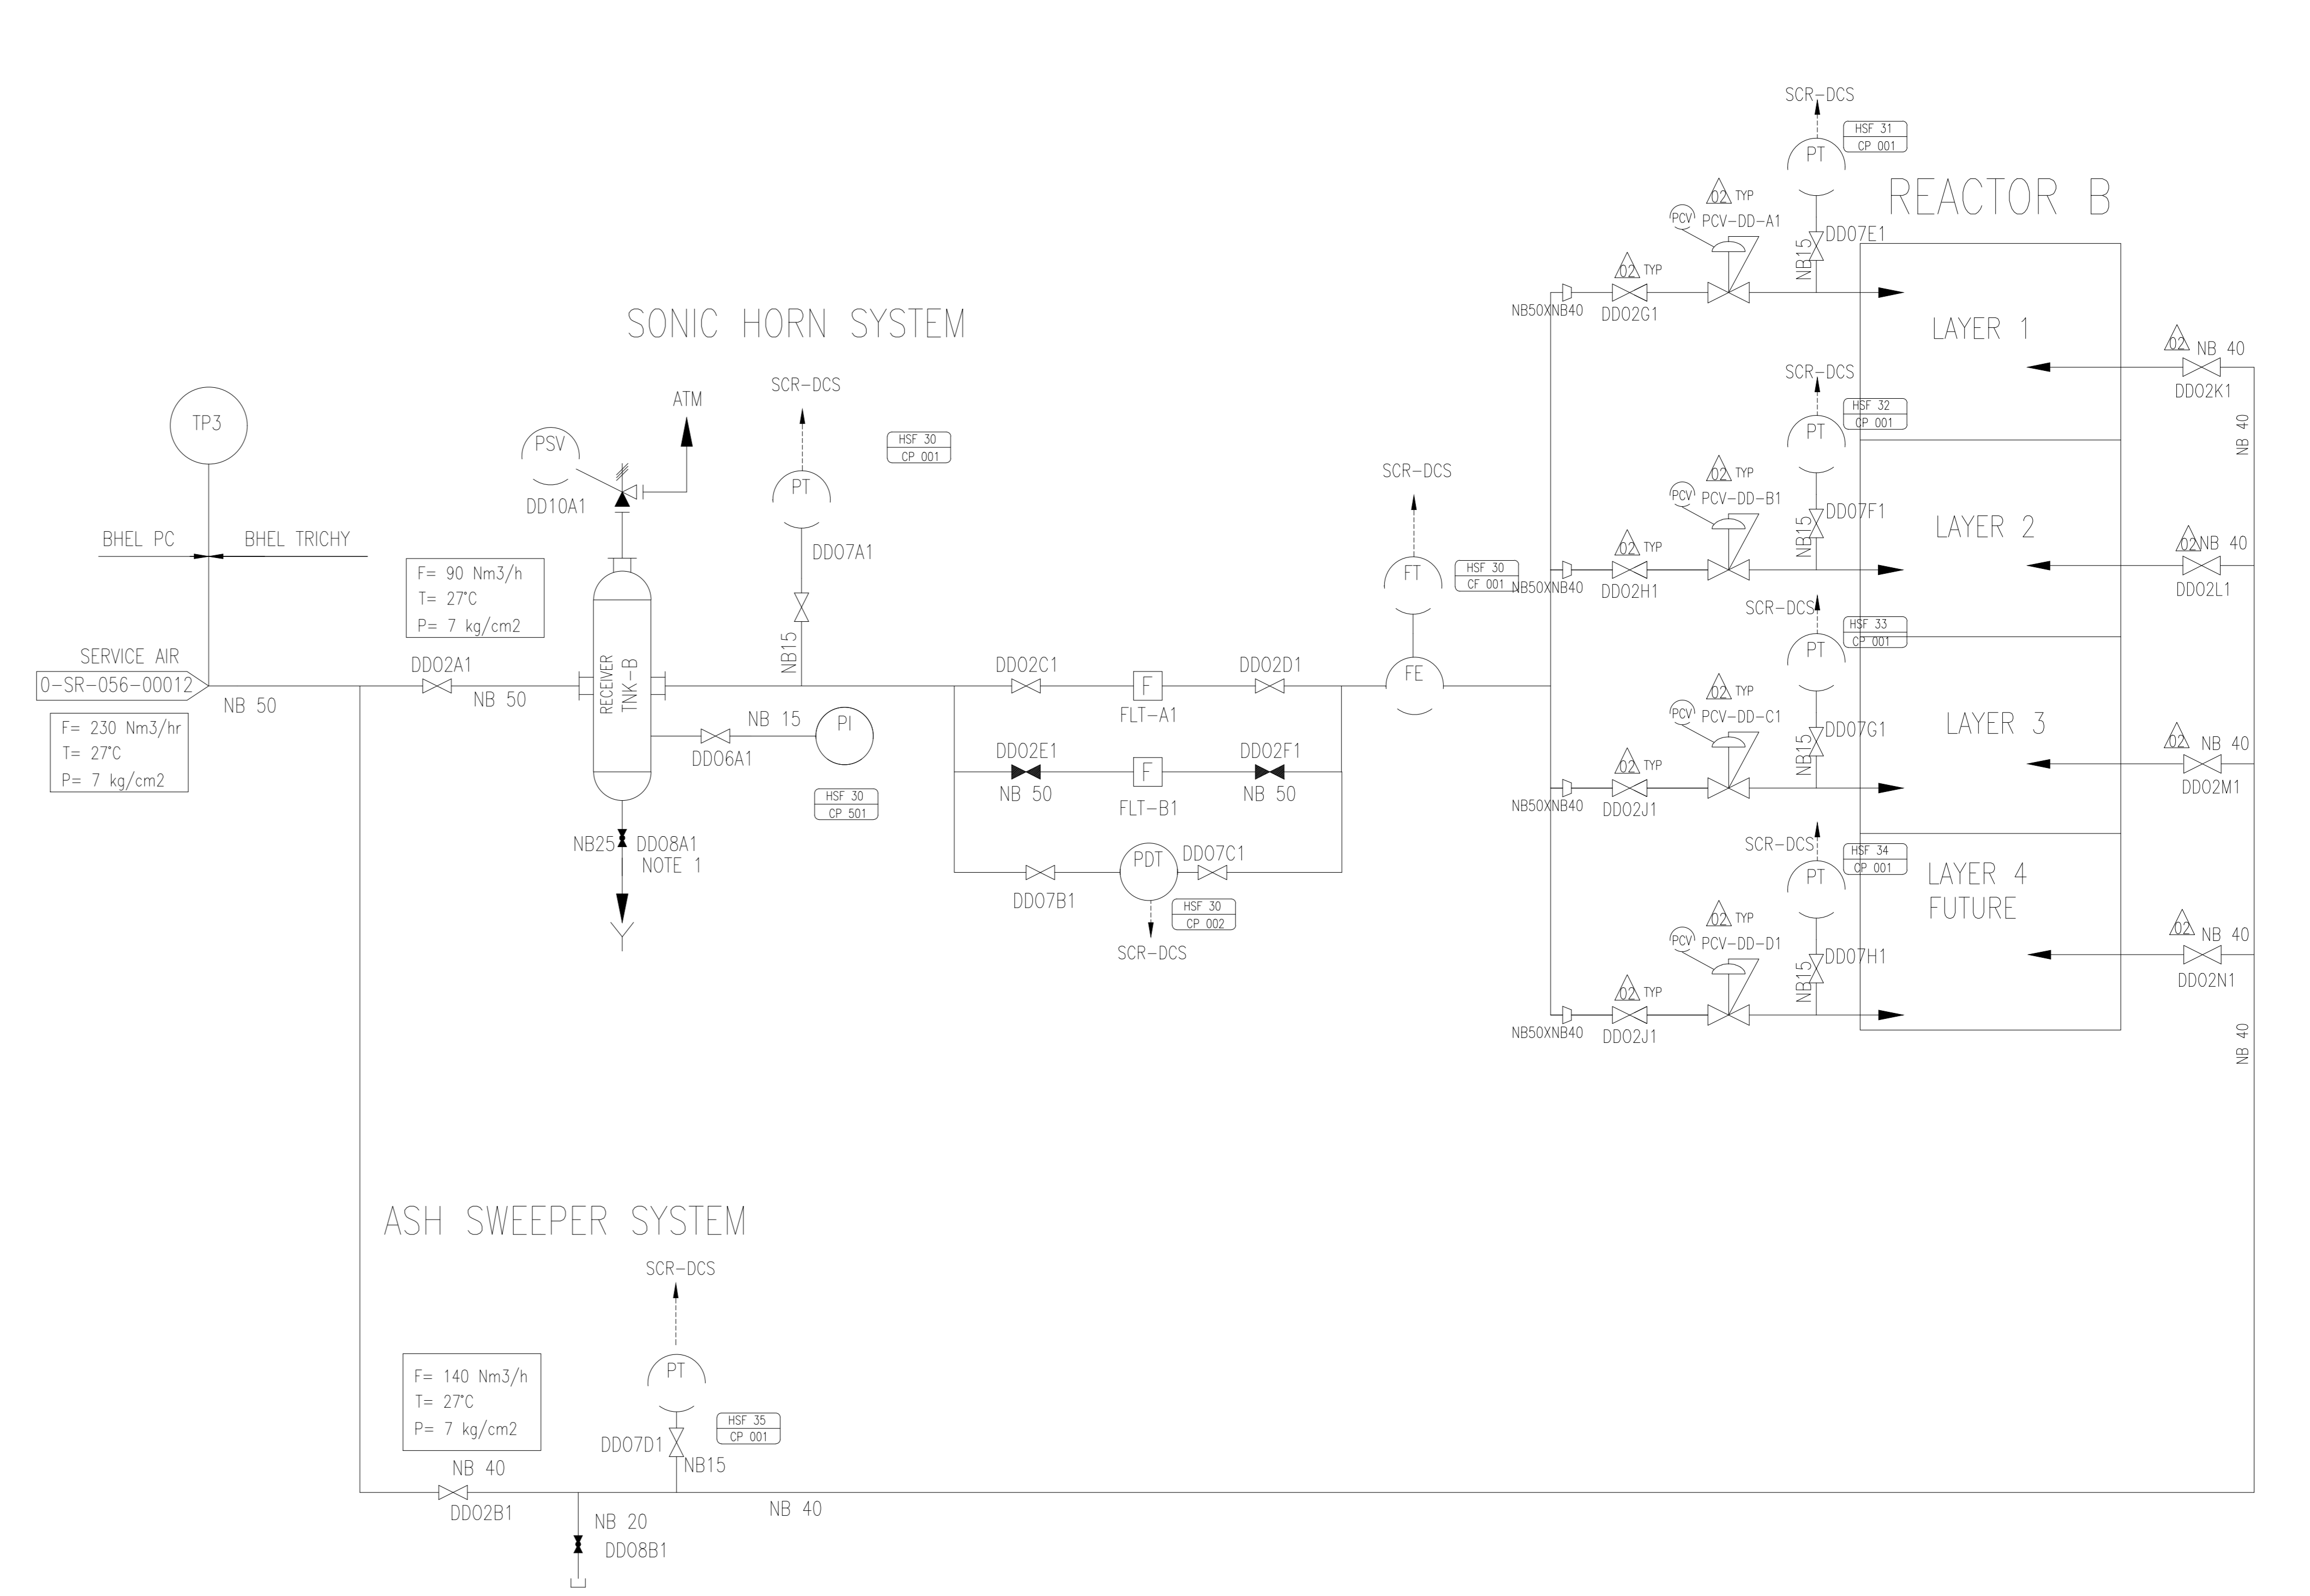 SCR-DCS
HSF 31
CP 001
PT
REACTOR B
02 TYP
PCV PCV-DD-A1
DD07E1
NB15
02 TYP
NB50XNB40
DD02G1
LAYER 1
02 NB 40
DD02K1
NB 40
SONIC HORN SYSTEM
SCR-DCS
HSF 32
CP 001
PT
02 TYP
PCV PCV-DD-B1
DD07F1
NB15
02 TYP
NB50XNB40
DD02H1
LAYER 2
02 NB 40
DD02L1
TP3
BHEL PC
BHEL TRICHY
PSV
DD10A1
ATM
SCR-DCS
HSF 30
CP 001
PT
DD07A1
NB15
F= 90 Nm3/h
T= 27°C
P= 7 kg/cm2
SERVICE AIR
0-SR-056-00012
NB 50
F= 230 Nm3/hr
T= 27°C
P= 7 kg/cm2
DD02A1
NB 50
RECEIVER
TNK-B
NB 15
PI
DD06A1
HSF 30
CP 501
NB25
DD08A1
NOTE 1
DD02C1
F
FLT-A1
DD02D1
DD02E1
NB 50
F
FLT-B1
DD02F1
NB 50
DD07B1
PDT
DD07C1
HSF 30
CP 002
SCR-DCS
SCR-DCS
FT
HSF 30
CF 001
FE
SCR-DCS
HSF 33
CP 001
PT
02 TYP
PCV PCV-DD-C1
DD07G1
NB15
02 TYP
NB50XNB40
DD02J1
LAYER 3
02 NB 40
DD02M1
SCR-DCS
HSF 34
CP 001
PT
02 TYP
PCV PCV-DD-D1
DD07H1
NB15
02 TYP
NB50XNB40
DD02J1
LAYER 4
FUTURE
02 NB 40
DD02N1
NB 40
ASH SWEEPER SYSTEM
SCR-DCS
PT
HSF 35
CP 001
DD07D1
NB15
F= 140 Nm3/h
T= 27°C
P= 7 kg/cm2
NB 40
DD02B1
NB 40
NB 20
DD08B1